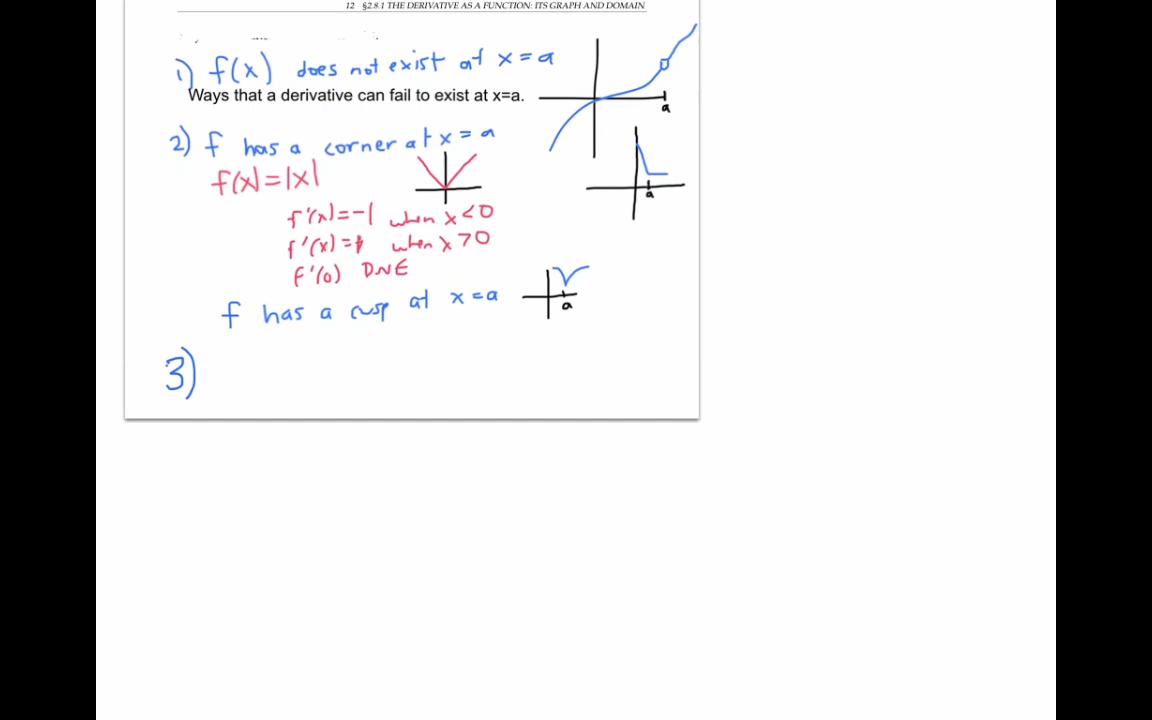 12 §2.8.1 THE DERIVATIVE AS A FUNCTION: ITS GRAPH AND DOMAIN
1) f(x) does not exist at x = a
Ways that a derivative can fail to exist at x=a.
a
2) f has a corner at x = a
f(x) = |x|
a
f'(x) = -1 when x < 0
f'(x) = 1 when x > 0
f'(0) DNE
f has a cusp at x = a
a
3)